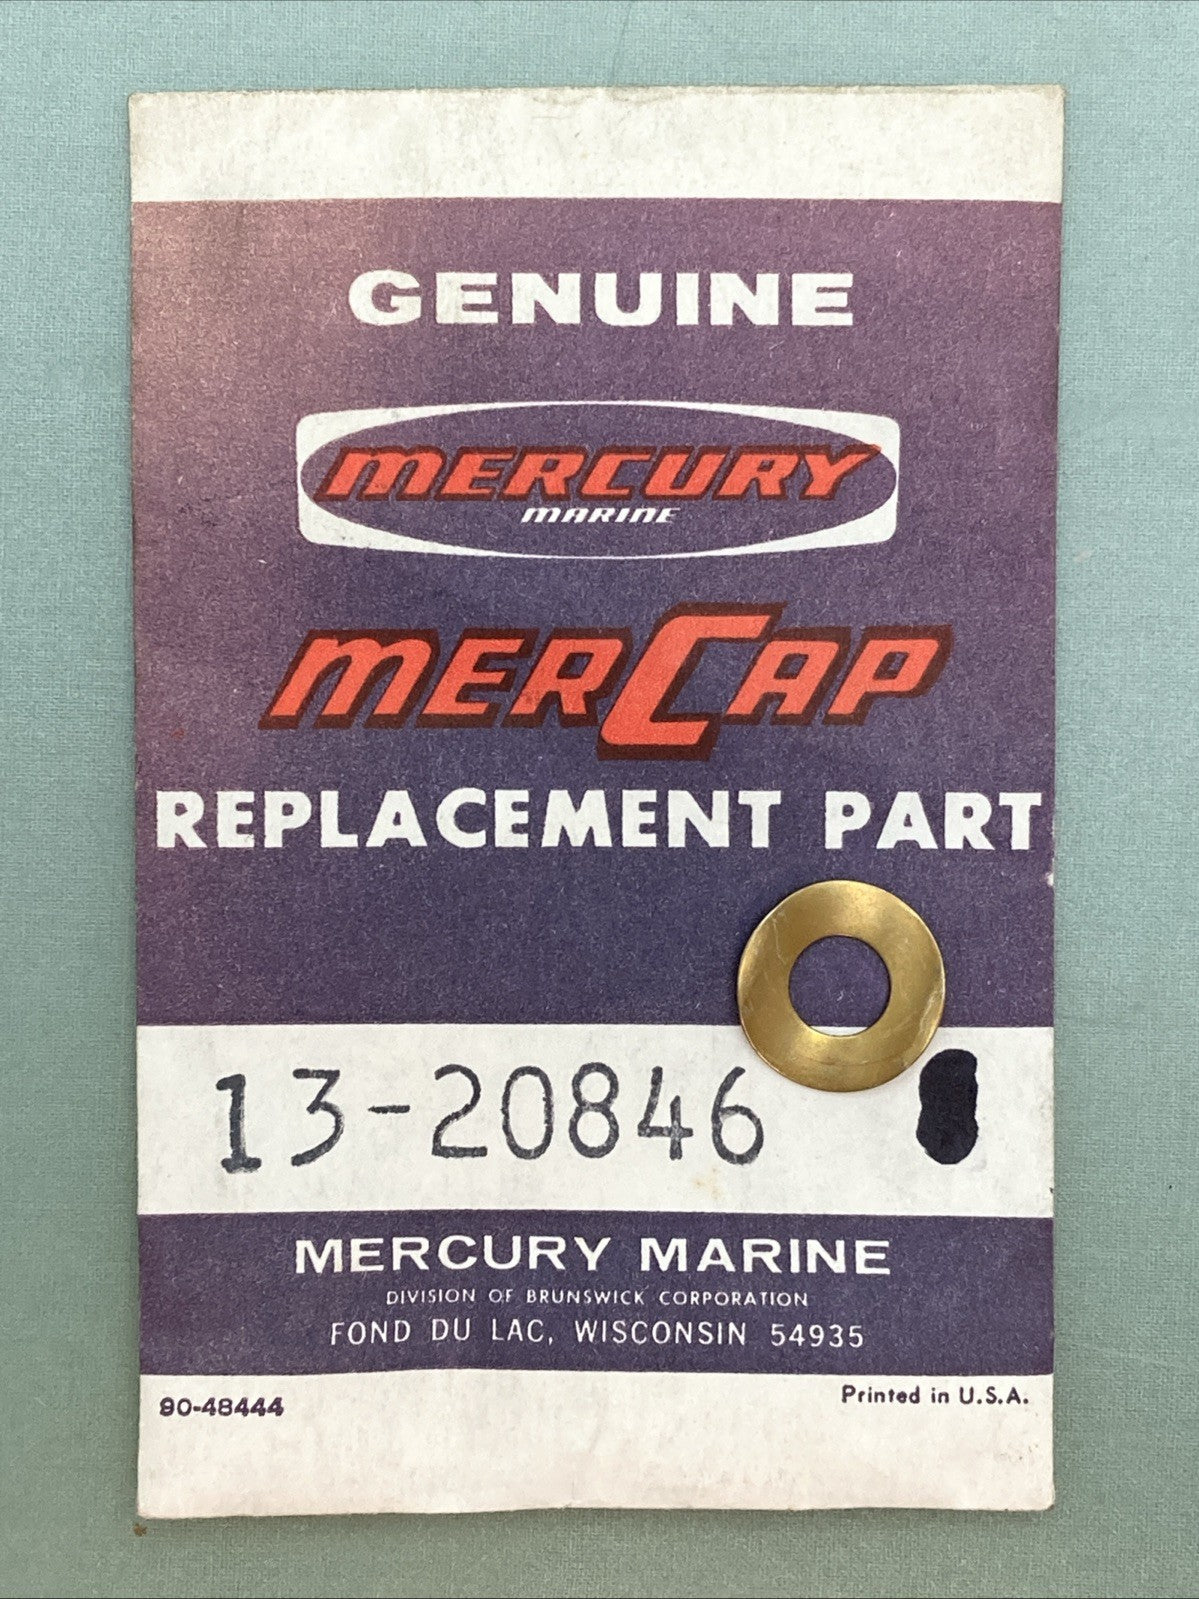 GENUINE
MERCURY
MARINE
MERCAP
REPLACEMENT PART
13-20846
MERCURY MARINE
DIVISION OF BRUNSWICK CORPORATION
FOND DU LAC, WISCONSIN 54935
90-48444
Printed in U.S.A.